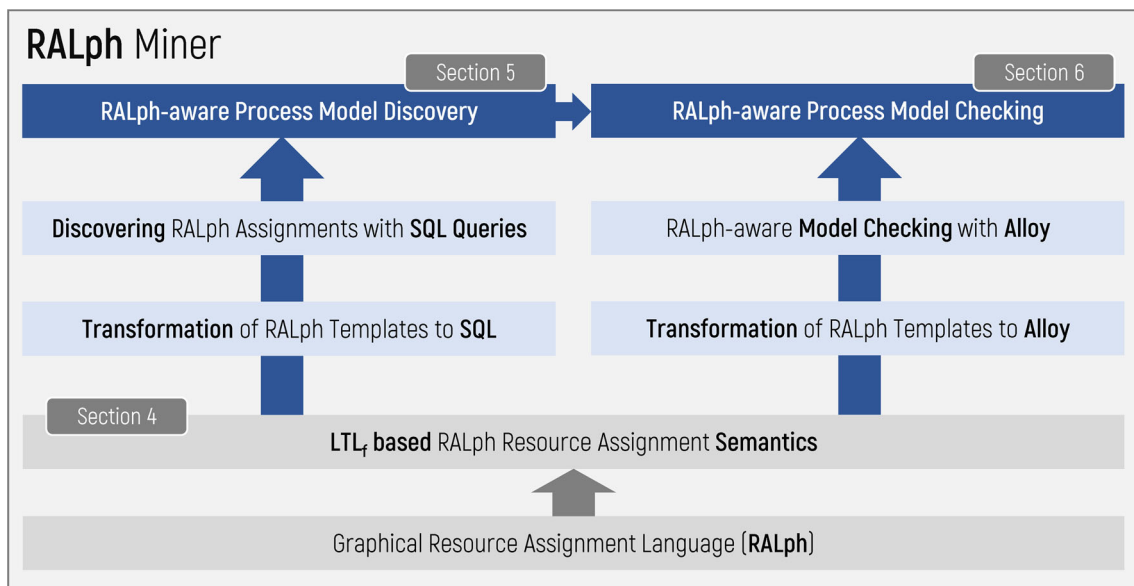 RALph Miner
Section 5
RALph-aware Process Model Discovery
Section 6
RALph-aware Process Model Checking
Discovering RALph Assignments with SQL Queries
RALph-aware Model Checking with Alloy
Transformation of RALph Templates to SQL
Transformation of RALph Templates to Alloy
Section 4
LTLf based RALph Resource Assignment Semantics
Graphical Resource Assignment Language (RALph)